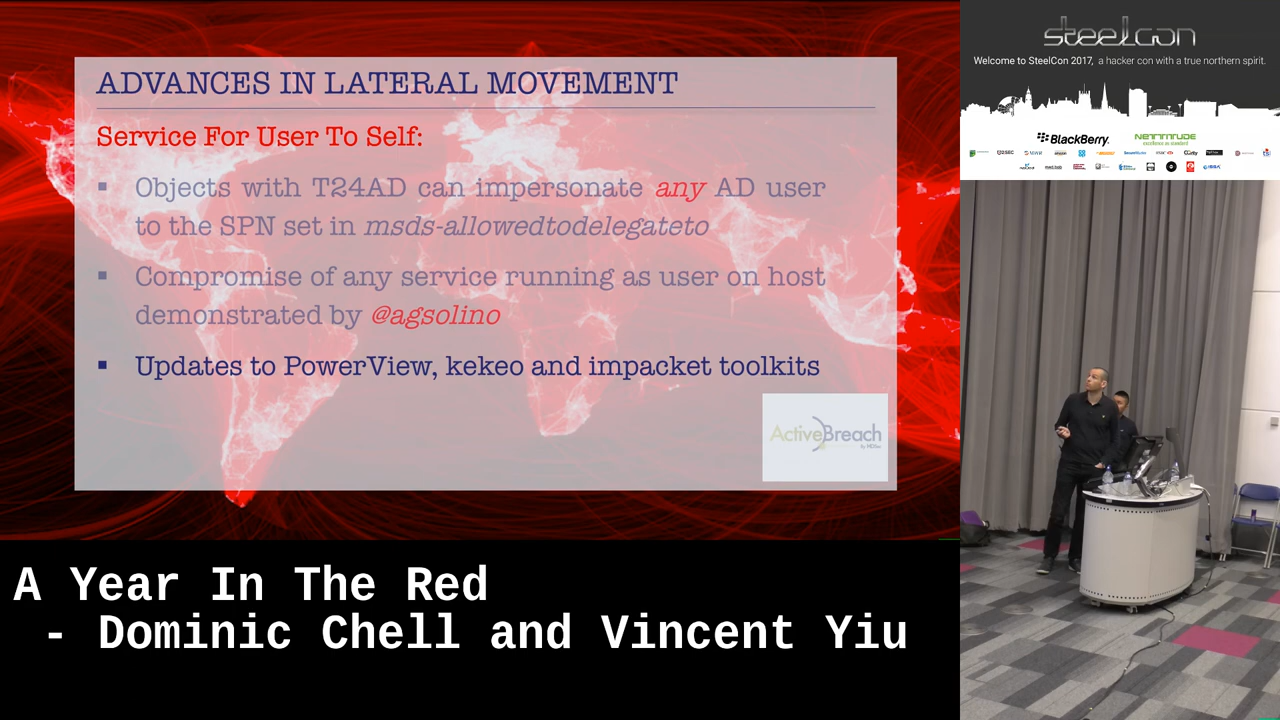 ADVANCES IN LATERAL MOVEMENT
Service For User To Self:
▪ Objects with T24AD can impersonate any AD user
to the SPN set in msds-allowedtodelegateto
▪ Compromise of any service running as user on host
demonstrated by @agsolino
▪ Updates to PowerView, kekeo and impacket toolkits
ActiveBreach
by MDSec
A Year In The Red
- Dominic Chell and Vincent Yiu
steelcon
Welcome to SteelCon 2017, a hacker con with a true northern spirit.
BlackBerry
NETTITUDE